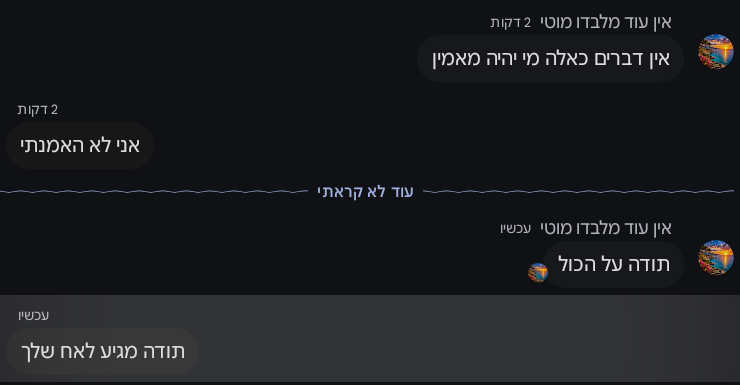 אין עוד מלבדו מוטי 2 דקות
אין דברים כאלה מי יהיה מאמין
2 דקות
אני לא האמנתי
עוד לא קראתי
אין עוד מלבדו מוטי עכשיו
תודה על הכול
עכשיו
תודה מגיע לאח שלך